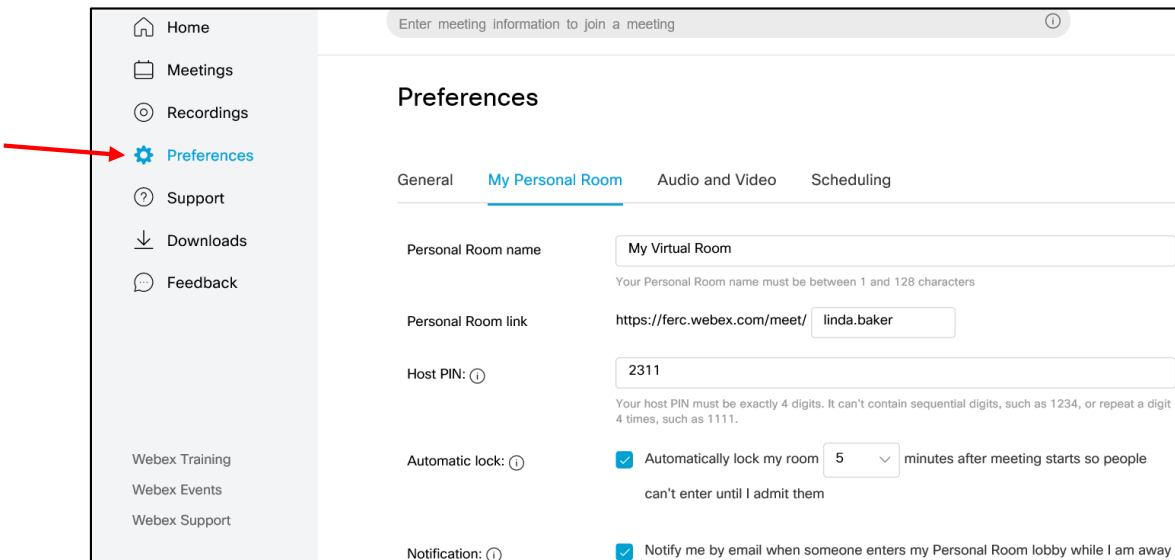 Home
Meetings
Recordings
Preferences
Support
Downloads
Feedback
Webex Training
Webex Events
Webex Support
Enter meeting information to join a meeting
Preferences
General My Personal Room Audio and Video Scheduling
Personal Room name My Virtual Room
Your Personal Room name must be between 1 and 128 characters
Personal Room link https://ferc.webex.com/meet/ linda.baker
Host PIN: 2311
Your host PIN must be exactly 4 digits. It can't contain sequential digits, such as 1234, or repeat a digit
4 times, such as 1111.
Automatic lock: Automatically lock my room 5 minutes after meeting starts so people
can't enter until I admit them
Notification: Notify me by email when someone enters my Personal Room lobby while I am away